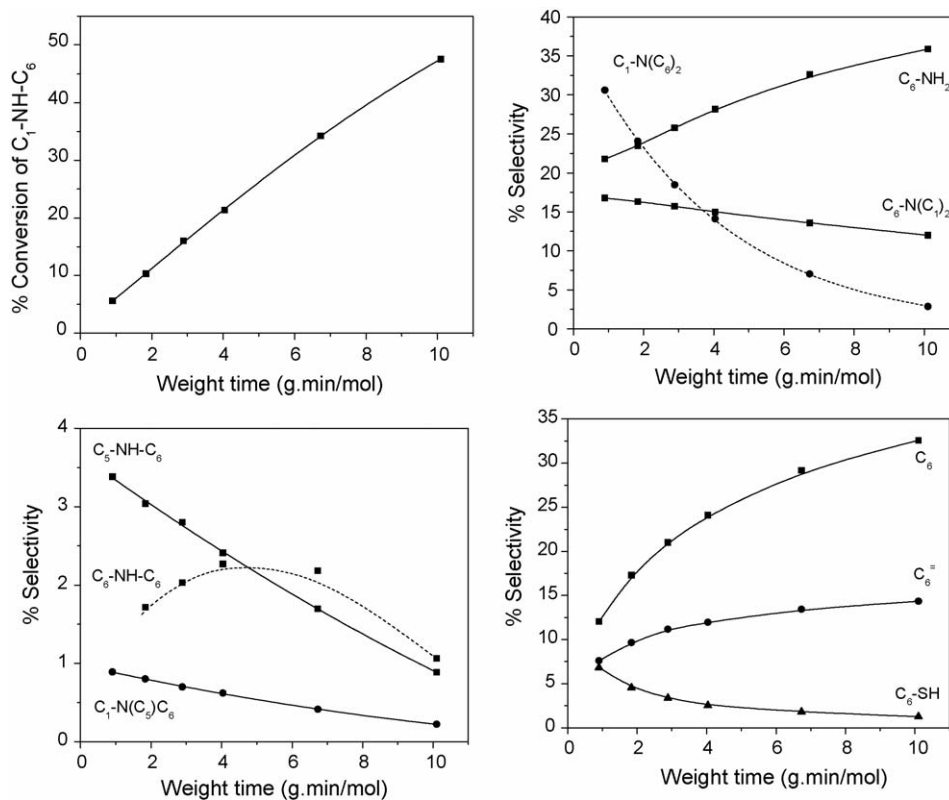 % Conversion of C₁-NH-C₆
50
40
30
20
10
0
0 2 4 6 8 10
Weight time (g.min/mol)
% Selectivity
40
35
30
25
20
15
10
5
0
C₁-N(C₆)₂
C₆-NH₂
C₆-N(C₁)₂
0 2 4 6 8 10
Weight time (g.min/mol)
% Selectivity
4
3
2
1
0
C₅-NH-C₆
C₆-NH-C₆
C₁-N(C₅)C₆
0 2 4 6 8 10
Weight time (g.min/mol)
% Selectivity
35
30
25
20
15
10
5
0
C₆
C₆⁼
C₆-SH
0 2 4 6 8 10
Weight time (g.min/mol)